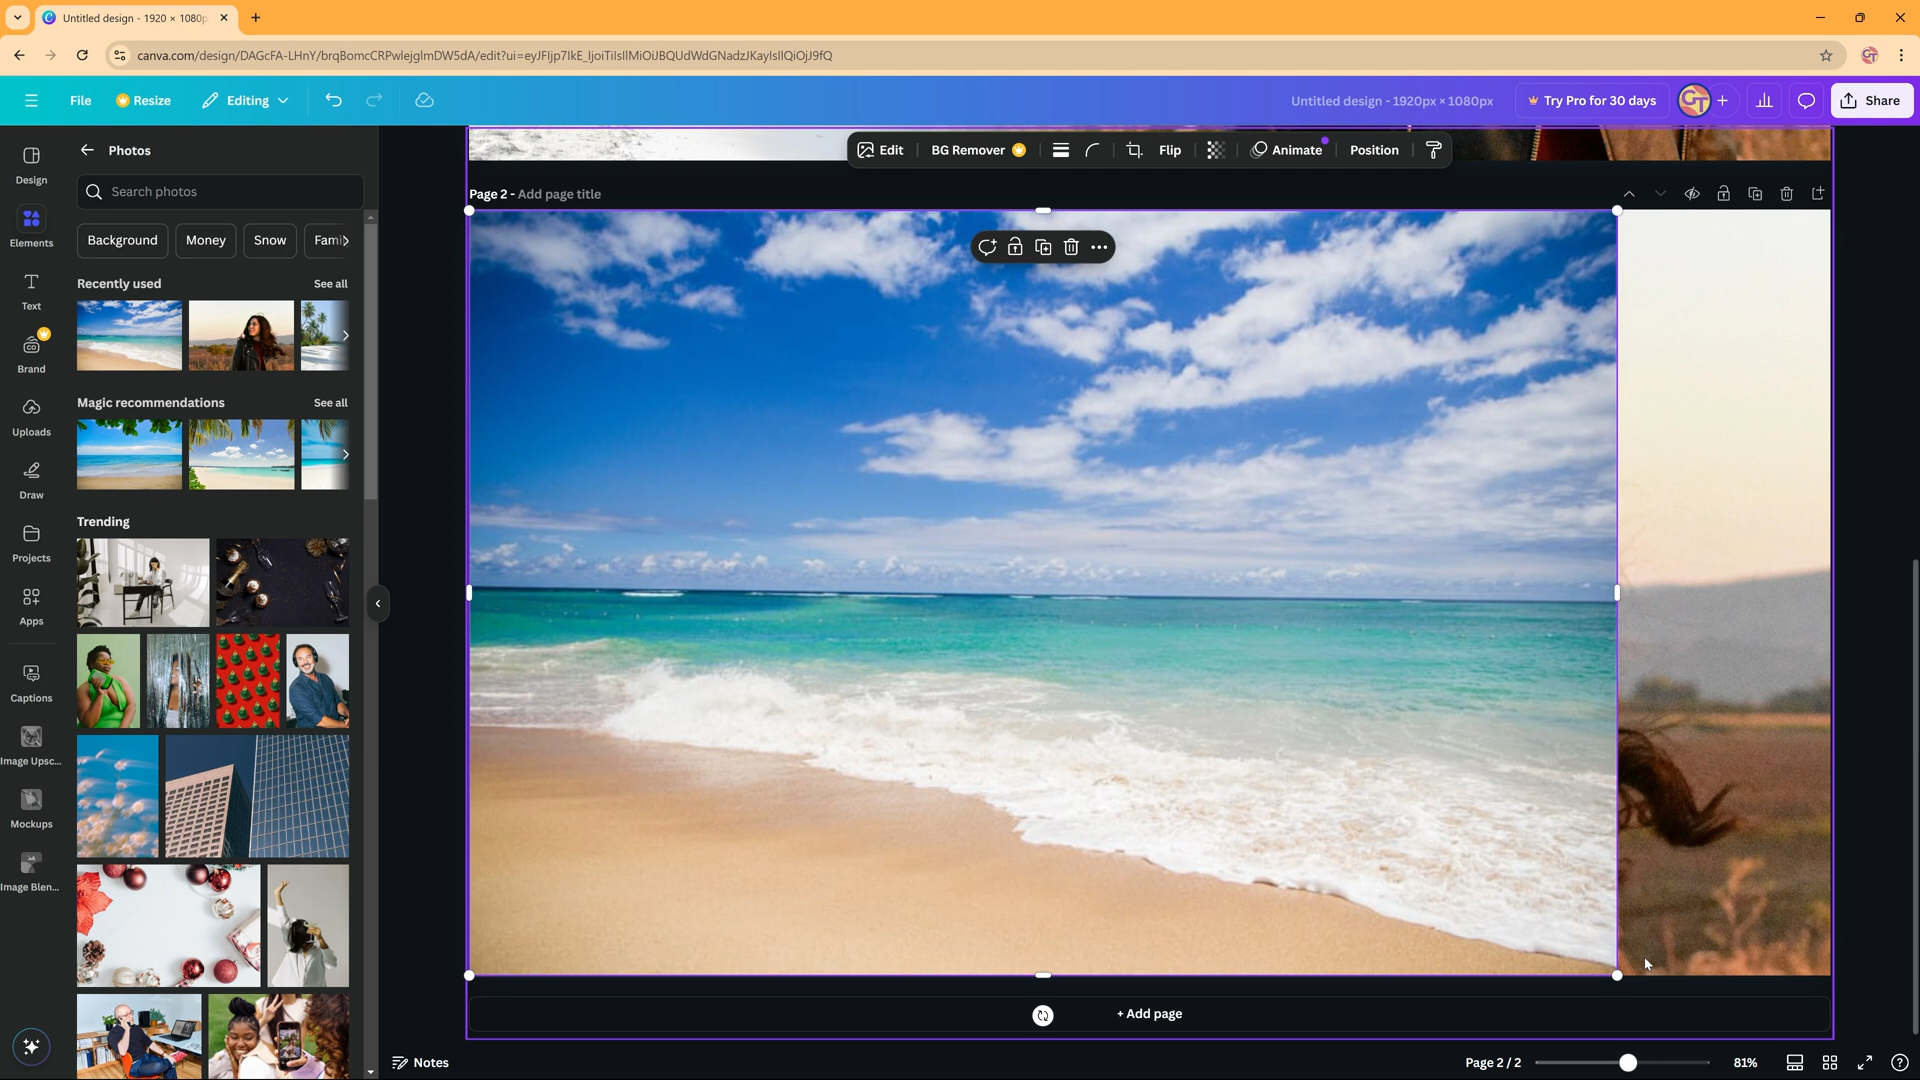 Untitled design - 1920 × 1080p
canva.com/design/DAGcFA-LHnY/brqBomcCRPwlejglmDW5dA/edit?ui=eyJFIjp7IkE_IjoiTiIsIlMiOiJBQUdWdGNadzJKayIsIlQiOjJ9fQ
File
Resize
Editing
Untitled design - 1920px × 1080px
Try Pro for 30 days
GT
Share
Design
Elements
Text
Brand
Uploads
Draw
Projects
Apps
Captions
Image Upsc...
Mockups
Image Blen...
Photos
Search photos
Background
Money
Snow
Fami
Recently used
See all
Magic recommendations
See all
Trending
Edit
BG Remover
Flip
Animate
Position
Page 2 - Add page title
+ Add page
Notes
Page 2 / 2
81%